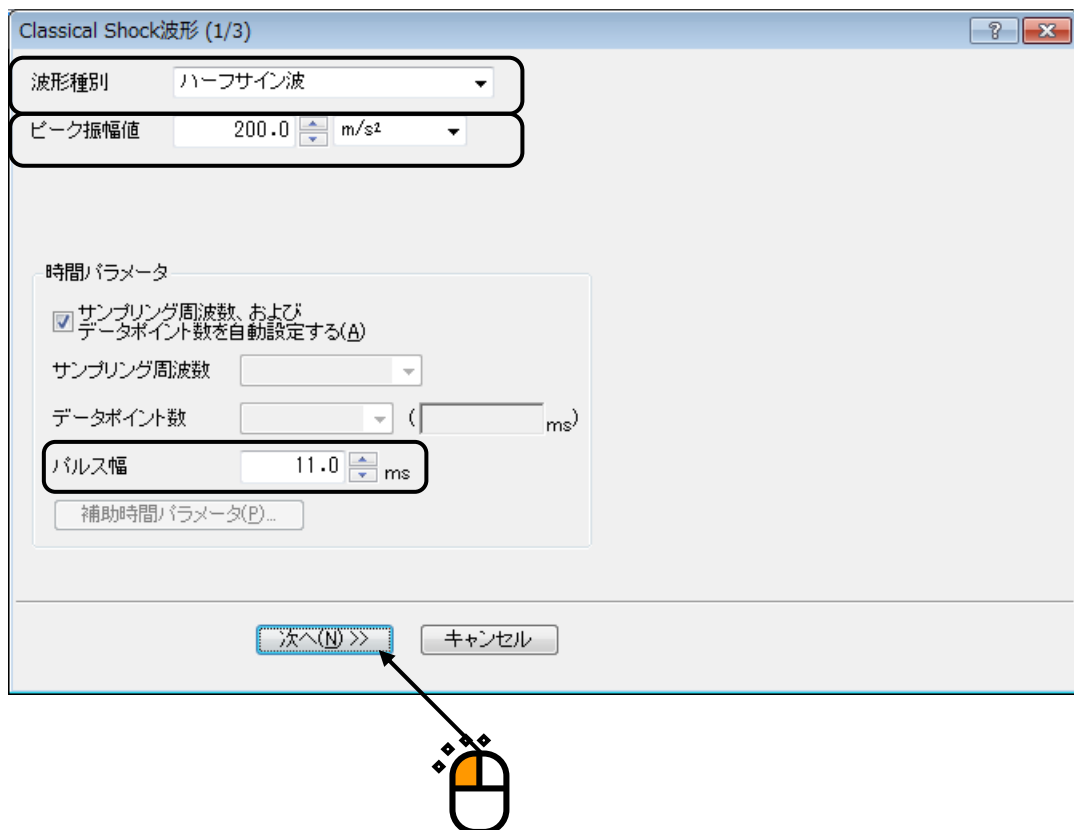 Classical Shock波形 (1/3)
波形種別 ハーフサイン波
ピーク振幅値 200.0 m/s²
時間パラメータ
サンプリング周波数、および
データポイント数を自動設定する(A)
サンプリング周波数
データポイント数 ( ms)
パルス幅 11.0 ms
補助時間パラメータ(P)...
次へ(N) >> キャンセル